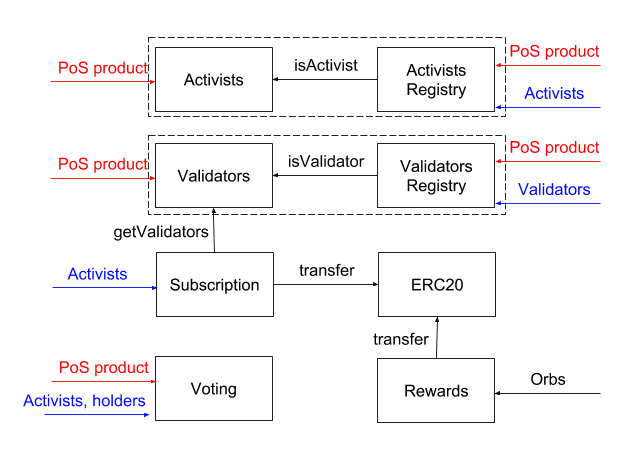 PoS product
Activists
isActivist
Activists
Registry
PoS product
Activists
PoS product
Validators
isValidator
Validators
Registry
PoS product
Validators
getValidators
Activists
Subscription
transfer
ERC20
transfer
PoS product
Activists, holders
Voting
Rewards
Orbs